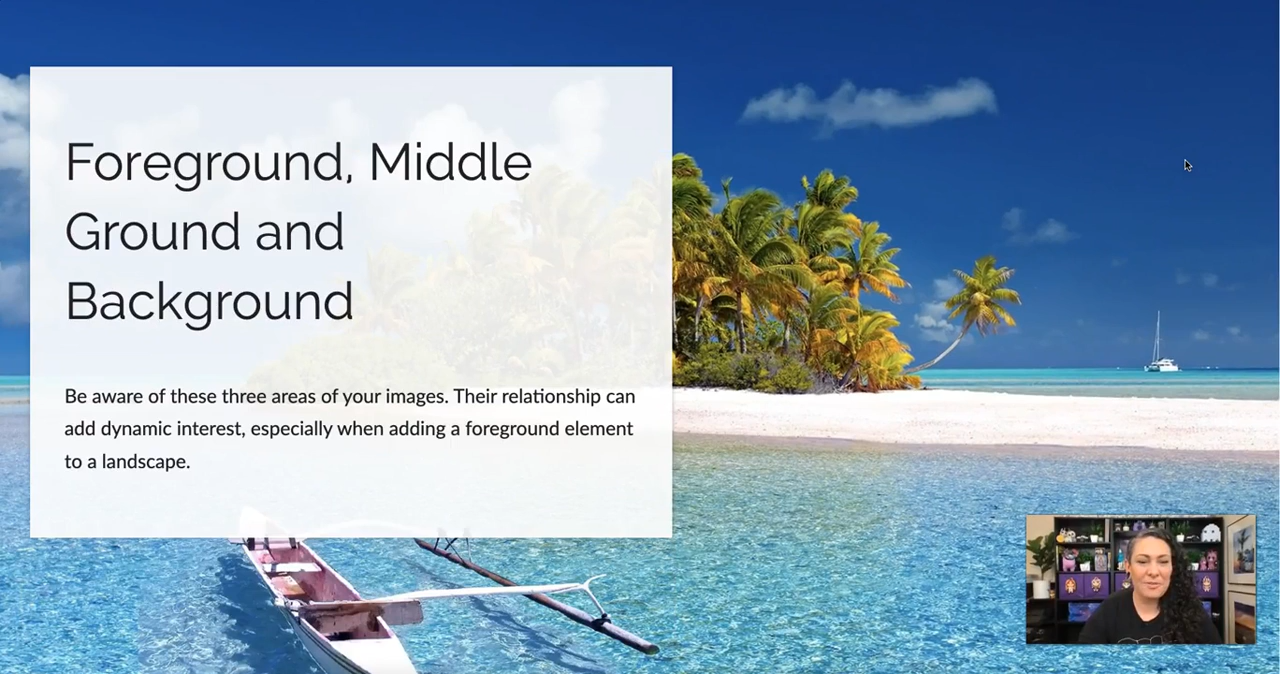 Foreground, Middle
Ground and
Background
Be aware of these three areas of your images. Their relationship can
add dynamic interest, especially when adding a foreground element
to a landscape.